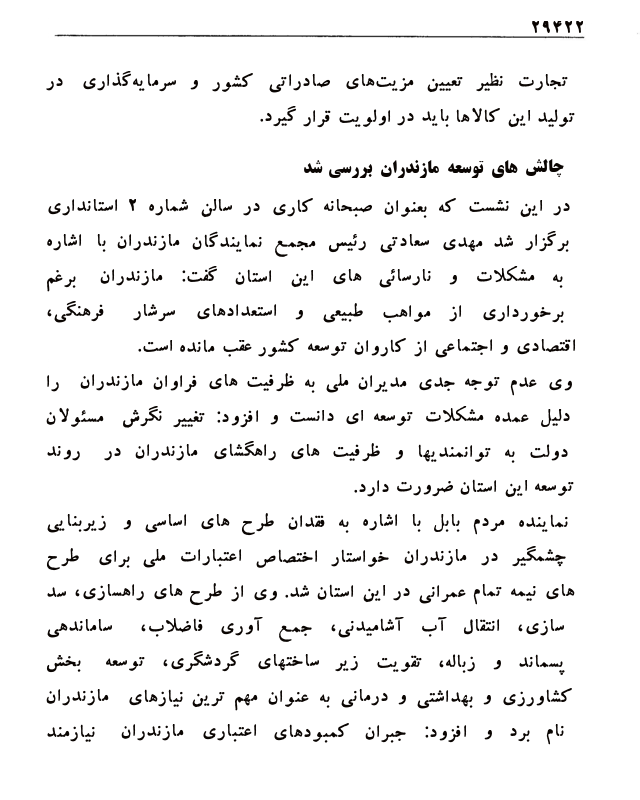 ۲۹۴۲۲
تجارت نظیر تعیین مزیت‌های صادراتی کشور و سرمایه‌گذاری در
تولید این کالاها باید در اولویت قرار گیرد.
چالش های توسعه مازندران بررسی شد
در این نشست که بعنوان صبحانه کاری در سالن شماره ۲ استانداری
برگزار شد مهدی سعادتی رئیس مجمع نمایندگان مازندران با اشاره
به مشکلات و نارسائی های این استان گفت: مازندران برغم
برخورداری از مواهب طبیعی و استعدادهای سرشار فرهنگی،
اقتصادی و اجتماعی از کاروان توسعه کشور عقب مانده است.
وی عدم توجه جدی مدیران ملی به ظرفیت های فراوان مازندران را
دلیل عمده مشکلات توسعه ای دانست و افزود: تغییر نگرش مسئولان
دولت به توانمندیها و ظرفیت های راهگشای مازندران در روند
توسعه این استان ضرورت دارد.
نماینده مردم بابل با اشاره به فقدان طرح های اساسی و زیربنایی
چشمگیر در مازندران خواستار اختصاص اعتبارات ملی برای طرح
های نیمه تمام عمرانی در این استان شد. وی از طرح های راهسازی، سد
سازی، انتقال آب آشامیدنی، جمع آوری فاضلاب، ساماندهی
پسماند و زباله، تقویت زیر ساختهای گردشگری، توسعه بخش
کشاورزی و بهداشتی و درمانی به عنوان مهم ترین نیازهای مازندران
نام برد و افزود: جبران کمبودهای اعتباری مازندران نیازمند